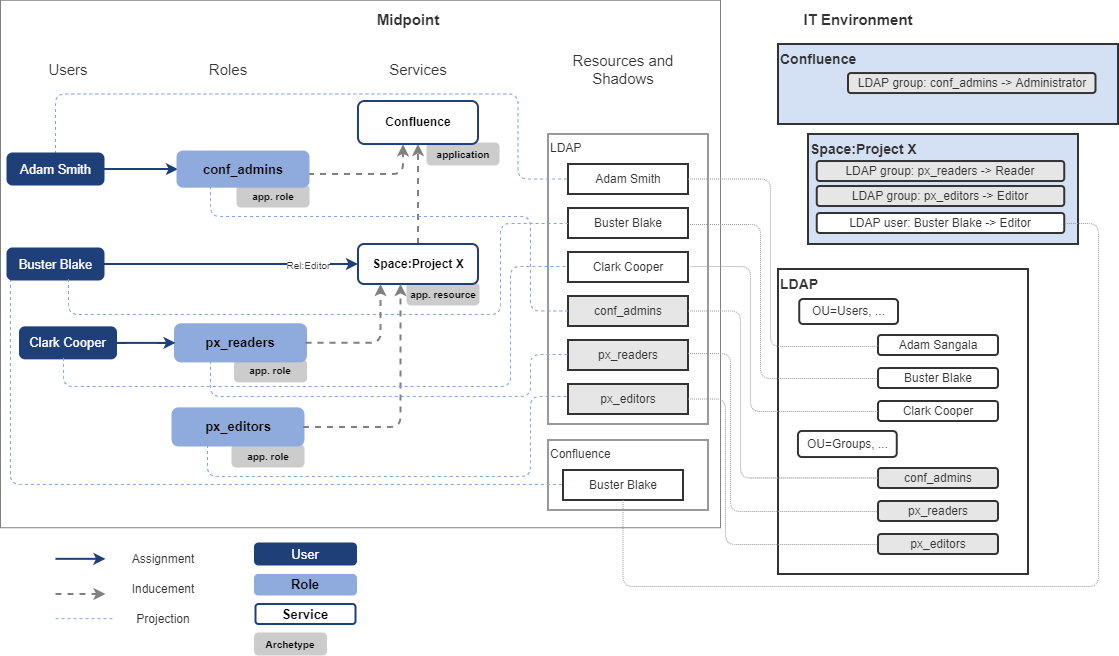 Midpoint
IT Environment
Users
Roles
Services
Resources and
Shadows
Confluence
LDAP group: conf_admins -> Administrator
Confluence
application
Adam Smith
conf_admins
app. role
LDAP
Adam Smith
Buster Blake
Clark Cooper
conf_admins
px_readers
px_editors
Space:Project X
LDAP group: px_readers -> Reader
LDAP group: px_editors -> Editor
LDAP user: Buster Blake -> Editor
Buster Blake
Rel:Editor
Space:Project X
app. resource
Clark Cooper
px_readers
app. role
px_editors
app. role
LDAP
OU=Users, ...
Adam Sangala
Buster Blake
Clark Cooper
OU=Groups, ...
conf_admins
px_readers
px_editors
Confluence
Buster Blake
Assignment
User
Inducement
Role
Projection
Service
Archetype